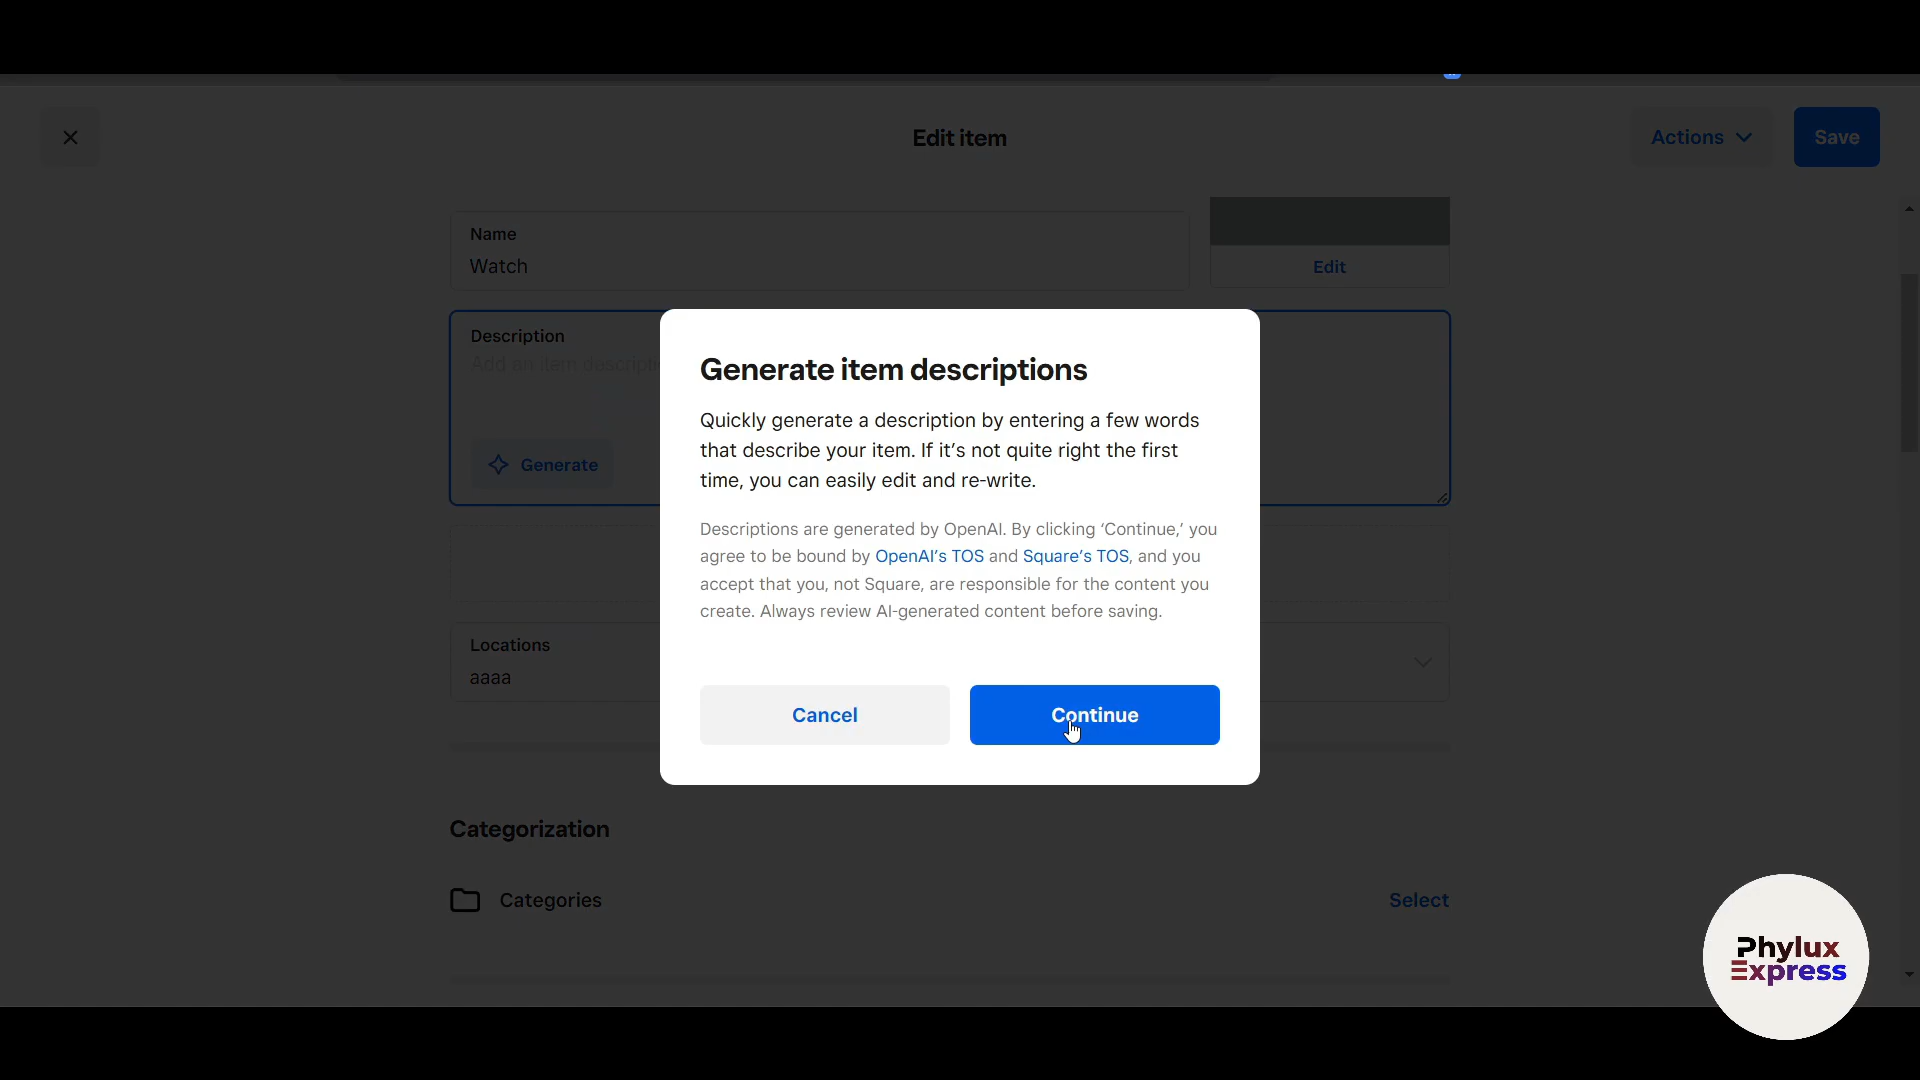 Edit item
Actions
Save
Name
Watch
Edit
Description
Add an item descripti
Generate
Generate item descriptions
Quickly generate a description by entering a few words
that describe your item. If it’s not quite right the first
time, you can easily edit and re-write.
Descriptions are generated by OpenAI. By clicking ‘Continue,’ you
agree to be bound by OpenAI’s TOS and Square’s TOS, and you
accept that you, not Square, are responsible for the content you
create. Always review AI-generated content before saving.
Cancel
Continue
Locations
aaaa
Categorization
Categories
Select
Phylux
Express